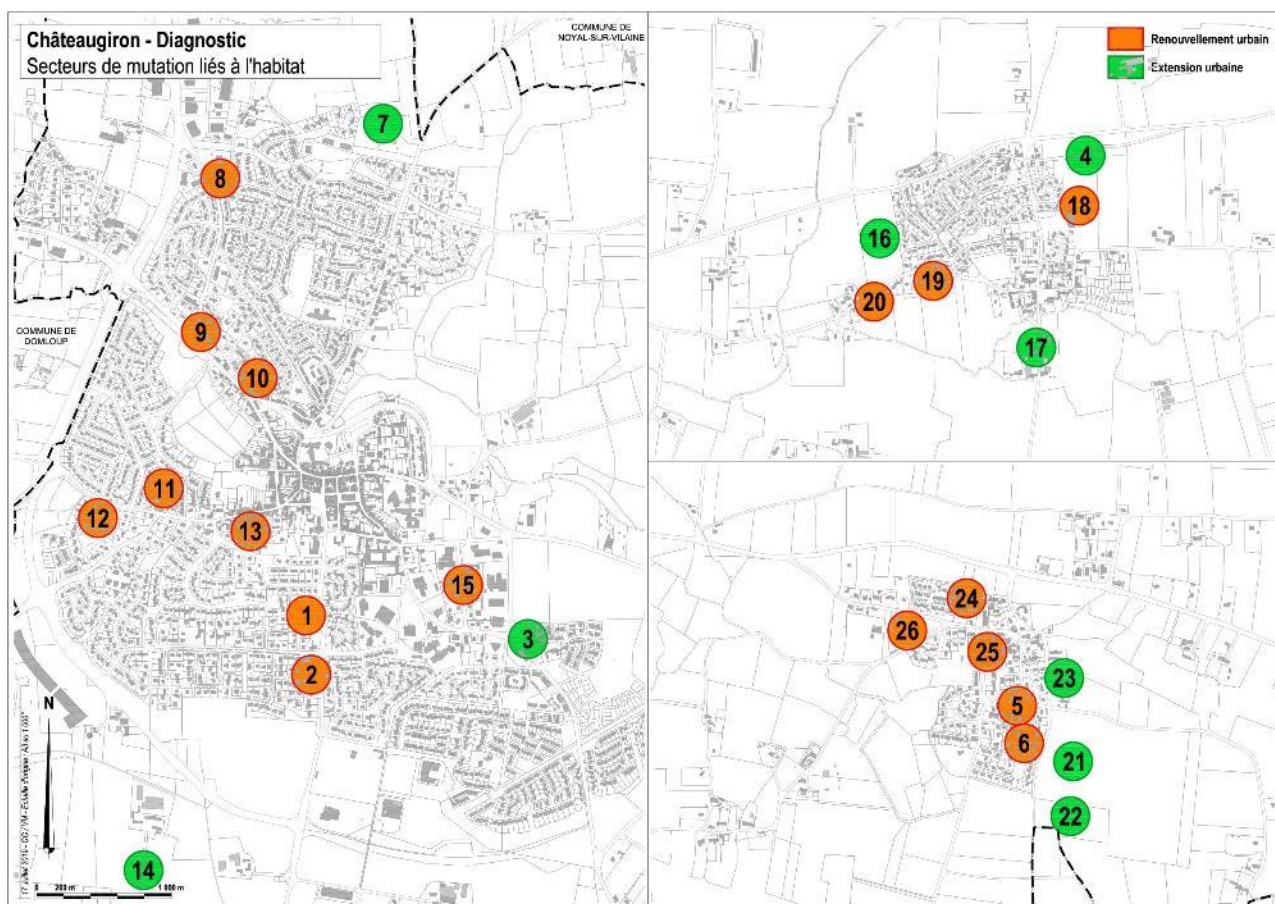 Châteaugiron - Diagnostic
Secteurs de mutation liés à l'habitat
COMMUNE DE
NOYAL-SUR-VILAINE
7
8
COMMUNE DE
DOMLOUP
9
10
11
12
13
15
1
3
2
N
14
0 200 m 1 000 m
Renouvellement urbain
Extension urbaine
4
18
16
19
20
17
24
26
25
23
5
6
21
22